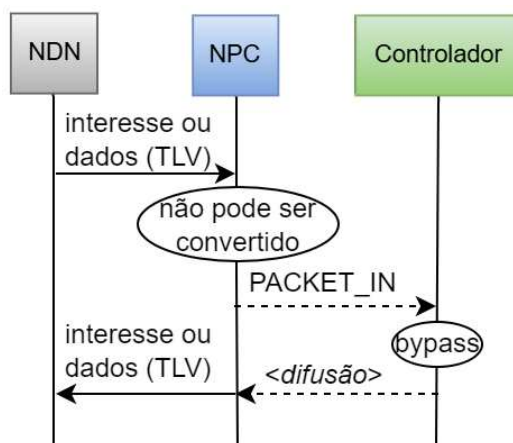 NDN
NPC
Controlador
interesse ou
dados (TLV)
não pode ser
convertido
PACKET_IN
bypass
interesse ou
dados (TLV)
<difusão>